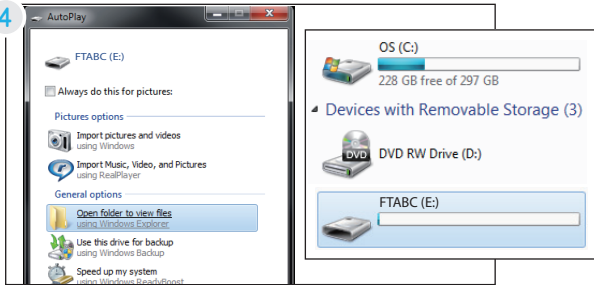 4
AutoPlay
FTABC (E:)
Always do this for pictures:
Pictures options
Import pictures and videos
using Windows
Import Music, Video, and Pictures
using RealPlayer
General options
Open folder to view files
using Windows Explorer
Use this drive for backup
using Windows Backup
Speed up my system
using Windows ReadyBoost
OS (C:)
228 GB free of 297 GB
Devices with Removable Storage (3)
DVD
DVD RW Drive (D:)
FTABC (E:)